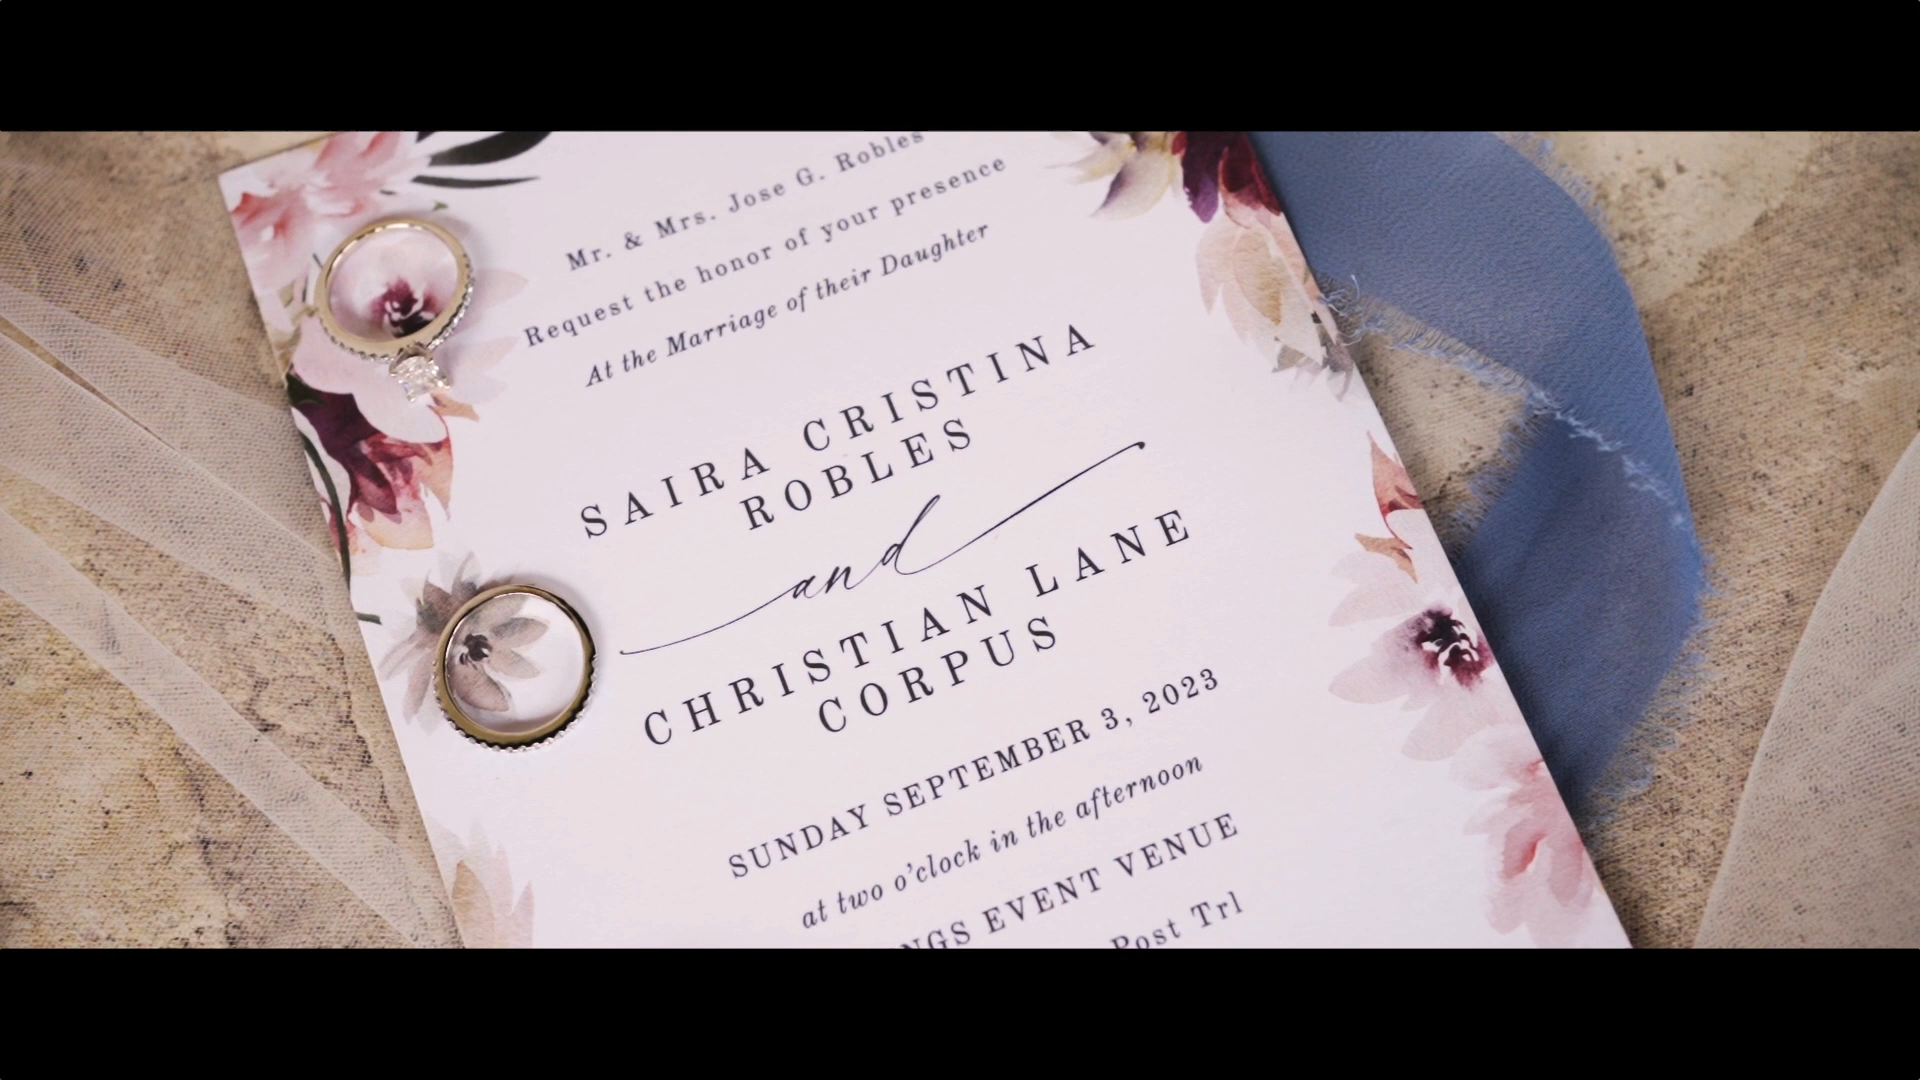 Mr. & Mrs. Jose G. Robles
Request the honor of your presence
At the Marriage of their Daughter
SAIRA CRISTINA
ROBLES
and
CHRISTIAN LANE
CORPUS
SUNDAY SEPTEMBER 3, 2023
at two o'clock in the afternoon
EVENT VENUE
Post Trl